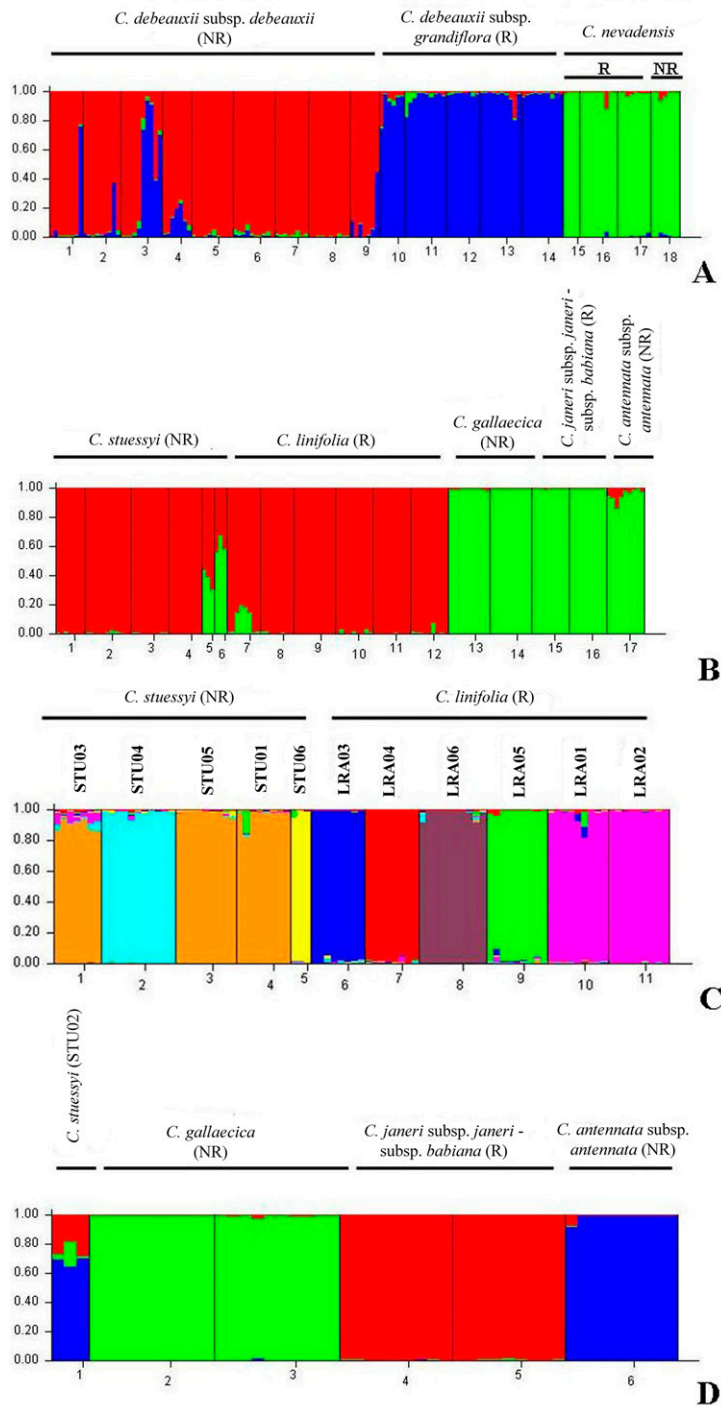 C. debeauxii subsp. debeauxii
(NR)
C. debeauxii subsp.
grandiflora (R)
C. nevadensis
R
NR
1.00
0.80
0.60
0.40
0.20
0.00
1 2 3 4 5 6 7 8 9 10 11 12 13 14 15 16 17 18
A
C. stuessyi (NR)
C. linifolia (R)
C. gallaecica
(NR)
C. janeri subsp. janeri -
subsp. babiana (R)
C. antennata subsp.
antennata (NR)
1.00
0.80
0.60
0.40
0.20
0.00
1 2 3 4 5 6 7 8 9 10 11 12 13 14 15 16 17
B
C. stuessyi (NR)
C. linifolia (R)
STU03 STU04 STU05 STU01 STU06 LRA03 LRA04 LRA06 LRA05 LRA01 LRA02
1.00
0.80
0.60
0.40
0.20
0.00
1 2 3 4 5 6 7 8 9 10 11
C
C. stuessyi (STU02)
C. gallaecica
(NR)
C. janeri subsp. janeri -
subsp. babiana (R)
C. antennata subsp.
antennata (NR)
1.00
0.80
0.60
0.40
0.20
0.00
1 2 3 4 5 6
D